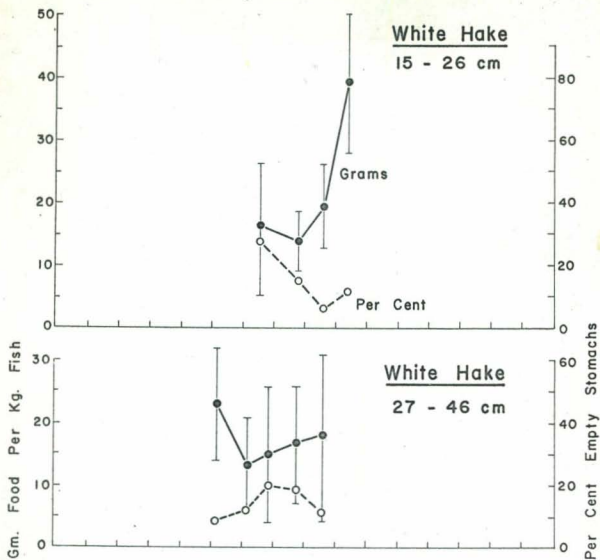 50
40
30
20
10
0
White Hake
15 - 26 cm
80
60
40
20
0
Grams
Per Cent
30
20
10
0
White Hake
27 - 46 cm
60
40
20
0
Gm. Food Per Kg. Fish
Per Cent Empty Stomachs